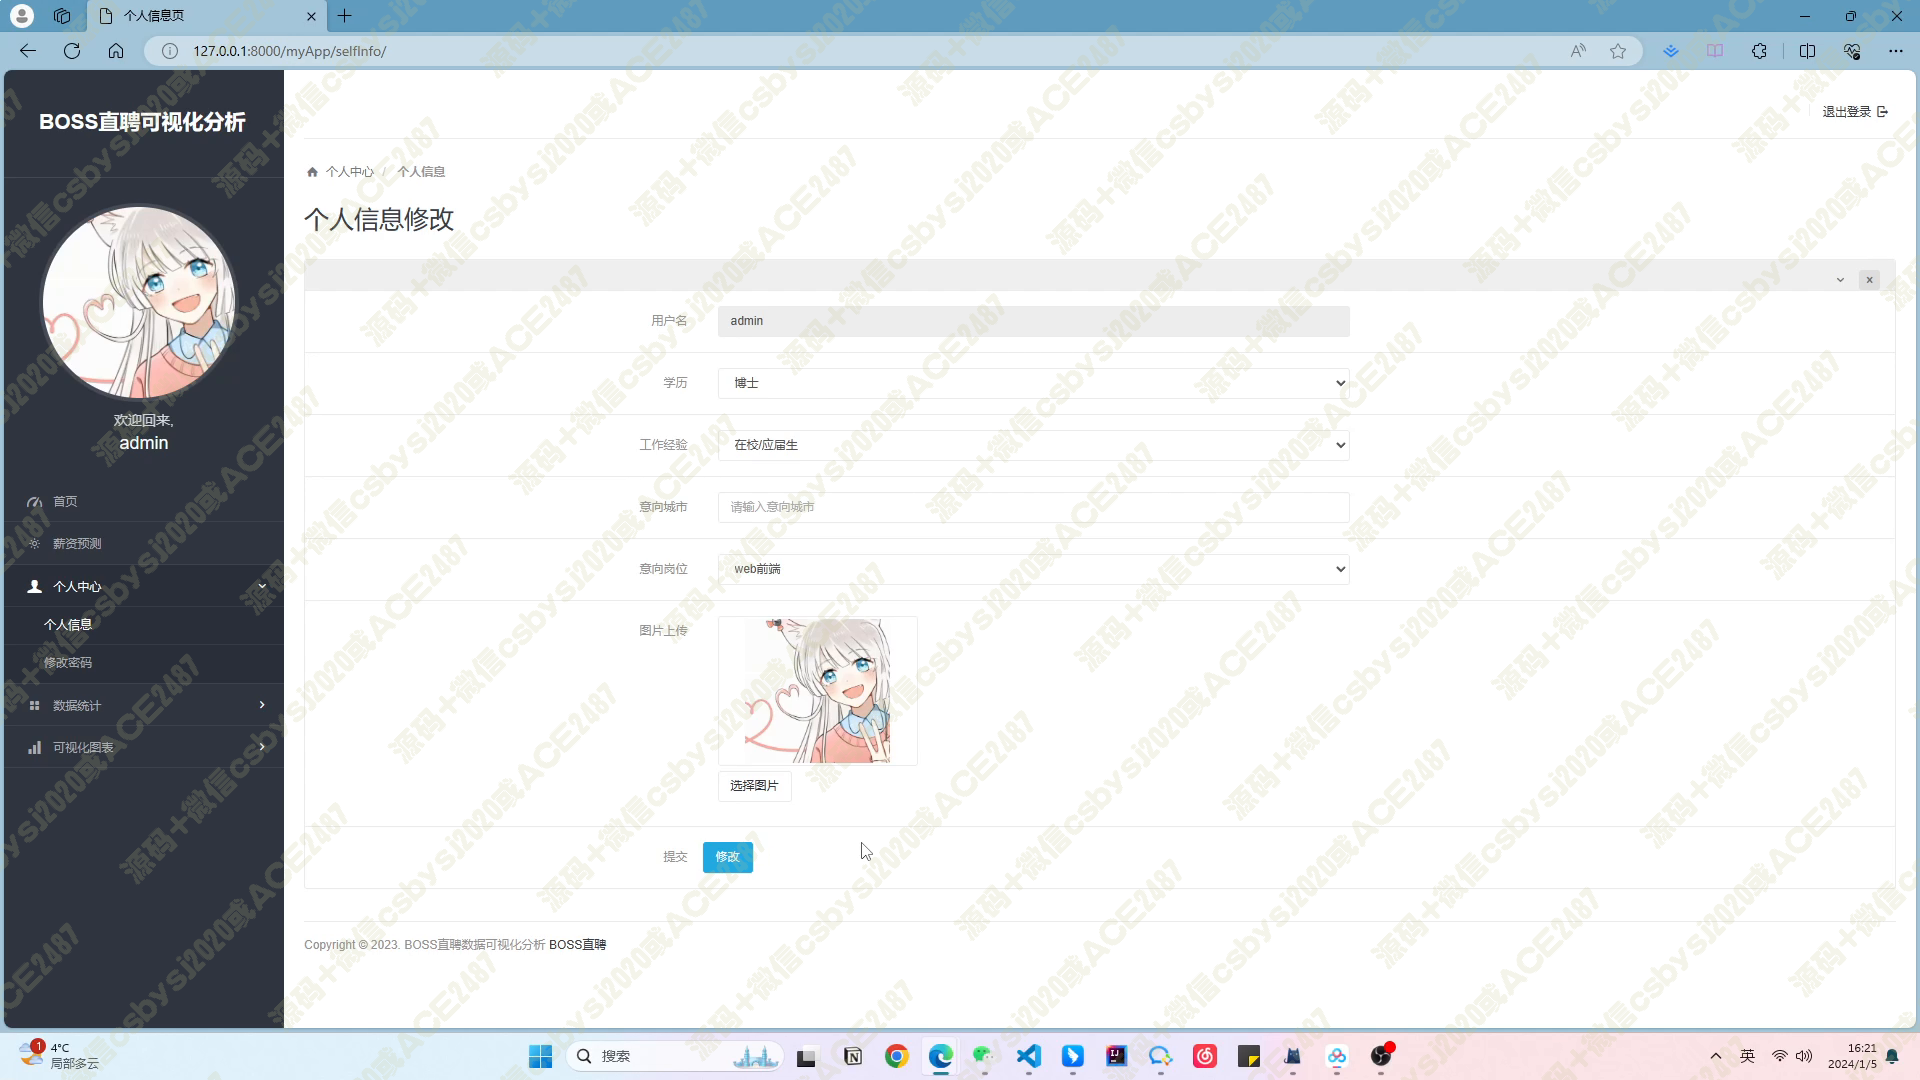 个人信息页
127.0.0.1:8000/myApp/selfInfo/
BOSS直聘可视化分析
退出登录
个人中心 / 个人信息
个人信息修改
用户名 admin
学历 博士
工作经验 在校/应届生
意向城市 请输入意向城市
意向岗位 web前端
图片上传
选择图片
提交 修改
欢迎回来,
admin
首页
薪资预测
个人中心
个人信息
修改密码
数据统计
可视化图表
Copyright © 2023. BOSS直聘数据可视化分析 BOSS直聘
源码+微信csbysj2020或ACE2487
1
4°C
局部多云
搜索
英
16:21
2024/1/5